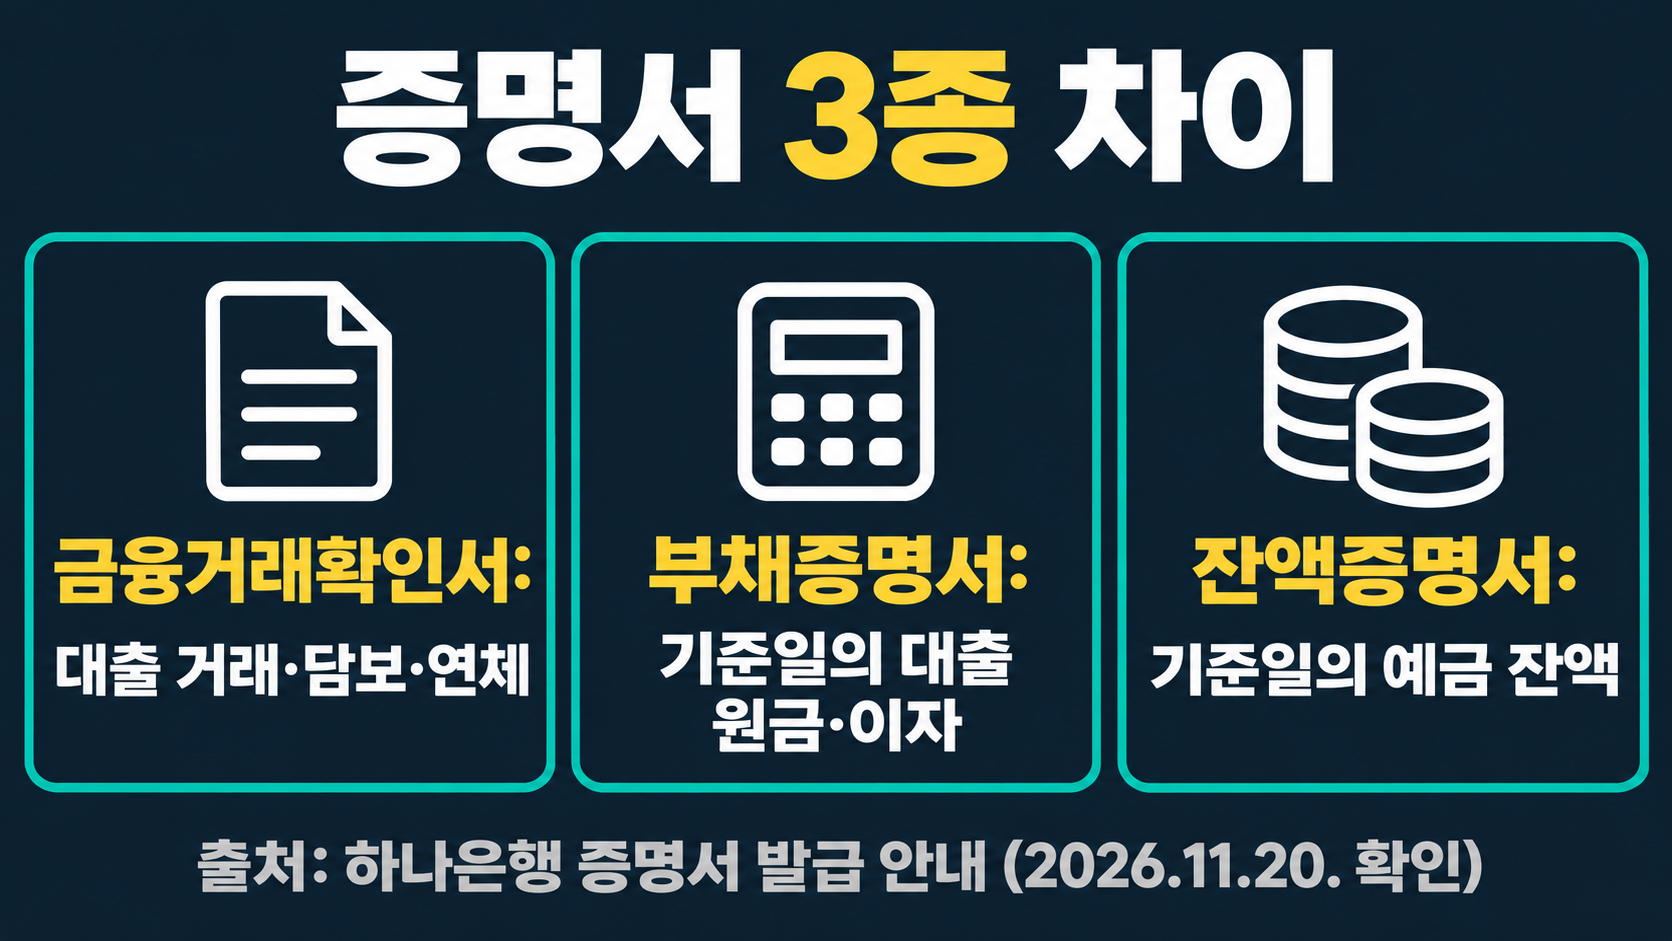 증명서 3종 차이
금융거래확인서:
대출 거래·담보·연체
부채증명서:
기준일의 대출
원금·이자
잔액증명서:
기준일의 예금 잔액
출처: 하나은행 증명서 발급 안내 (2026.11.20. 확인)